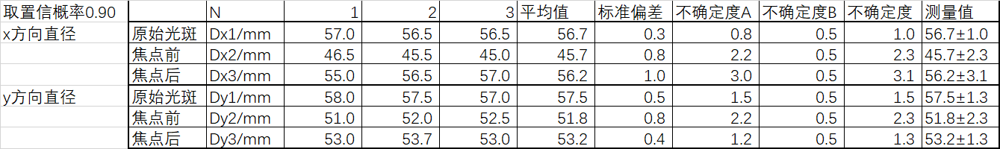 取置信概率0.90 N 1 2 3 平均值 标准偏差 不确定度A 不确定度B 不确定度 测量值
x方向直径 原始光斑 Dx1/mm 57.0 56.5 56.5 56.7 0.3 0.8 0.5 1.0 56.7±1.0
焦点前 Dx2/mm 46.5 45.5 45.0 45.7 0.8 2.2 0.5 2.3 45.7±2.3
焦点后 Dx3/mm 55.0 56.5 57.0 56.2 1.0 3.0 0.5 3.1 56.2±3.1
y方向直径 原始光斑 Dy1/mm 58.0 57.5 57.0 57.5 0.5 1.5 0.5 1.5 57.5±1.3
焦点前 Dy2/mm 51.0 52.0 52.5 51.8 0.8 2.2 0.5 2.3 51.8±2.3
焦点后 Dy3/mm 53.0 53.7 53.0 53.2 0.4 1.2 0.5 1.3 53.2±1.3